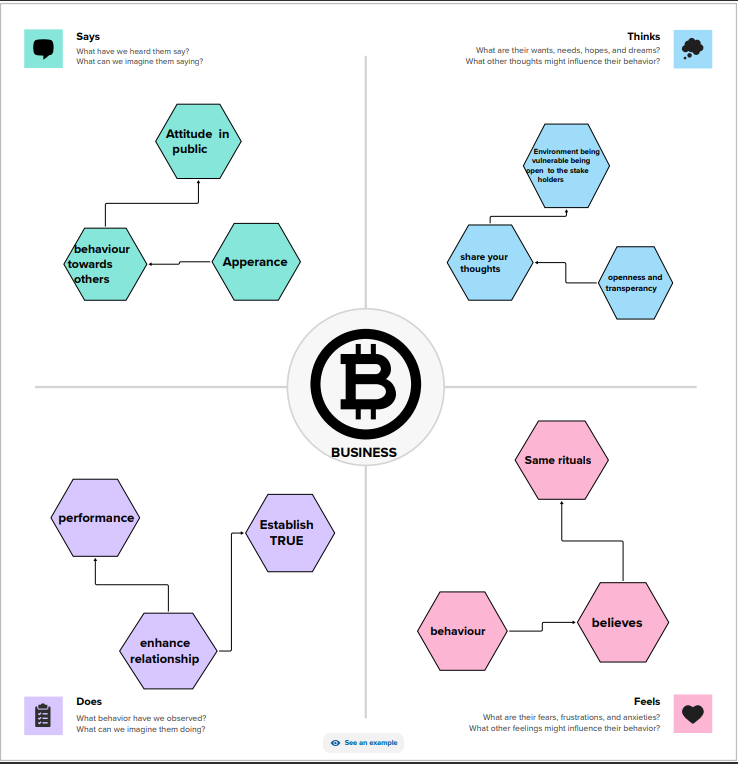 Says
What have we heard them say?
What can we imagine them saying?
Thinks
What are their wants, needs, hopes, and dreams?
What other thoughts might influence their behavior?
Attitude in
public
behaviour
towards
others
Apperance
Environment being
vulnerable being
open to the stake
holders
share your
thoughts
openness and
transperancy
BUSINESS
performance
Establish
TRUE
enhance
relationship
Same rituals
behaviour
believes
Does
What behavior have we observed?
What can we imagine them doing?
Feels
What are their fears, frustrations, and anxieties?
What other feelings might influence their behavior?
See an example